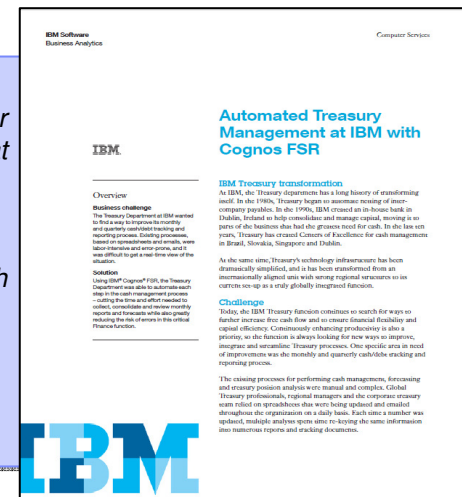 IBM Software
Business Analytics
Computer Services
r
at
h
Automated Treasury
Management at IBM with
Cognos FSR
IBM
Overview
Business challenge
The Treasury Department at IBM wanted
to find a way to improve its monthly
and quarterly cash/debt tracking and
reporting process. Existing processes,
based on spreadsheets and emails, were
labor-intensive and error-prone, and it
was difficult to get a real-time view of the
situation.
Solution
Using IBM® Cognos® FSR, the Treasury
Department was able to automate each
step in the cash management process
– cutting the time and effort needed to
collect, consolidate and review monthly
reports and forecasts while also greatly
reducing the risk of errors in this critical
Finance function.
IBM Treasury transformation
At IBM, the Treasury department has a long history of transforming
itself. In the 1980s, Treasury began to automate netting of inter-
company payables. In the 1990s, IBM created an in-house bank in
Dublin, Ireland to help consolidate and manage capital, moving it to
parts of the business that had the greatest need for cash. In the last ten
years, Treasury has created Centers of Excellence for cash management
in Brazil, Slovakia, Singapore and Dublin.
At the same time, Treasury's technology infrastructure has been
dramatically simplified, and it has been transformed from an
internationally aligned unit with strong regional structures to its
current set-up as a truly globally integrated function.
Challenge
Today, the IBM Treasury function continues to search for ways to
further increase free cash flow and to ensure financial flexibility and
capital efficiency. Continuously enhancing productivity is also a
priority, so the function is always looking for new ways to improve,
integrate and streamline Treasury processes. One specific area in need
of improvement was the monthly and quarterly cash/debt tracking and
reporting process.
The existing processes for performing cash management, forecasting
and treasury position analysis were manual and complex. Global
Treasury professionals, regional managers and the corporate treasury
team relied on spreadsheets that were being updated and emailed
throughout the organization on a daily basis. Each time a number was
updated, multiple analysts spent time re-keying the same information
into numerous reports and tracking documents.
IBM